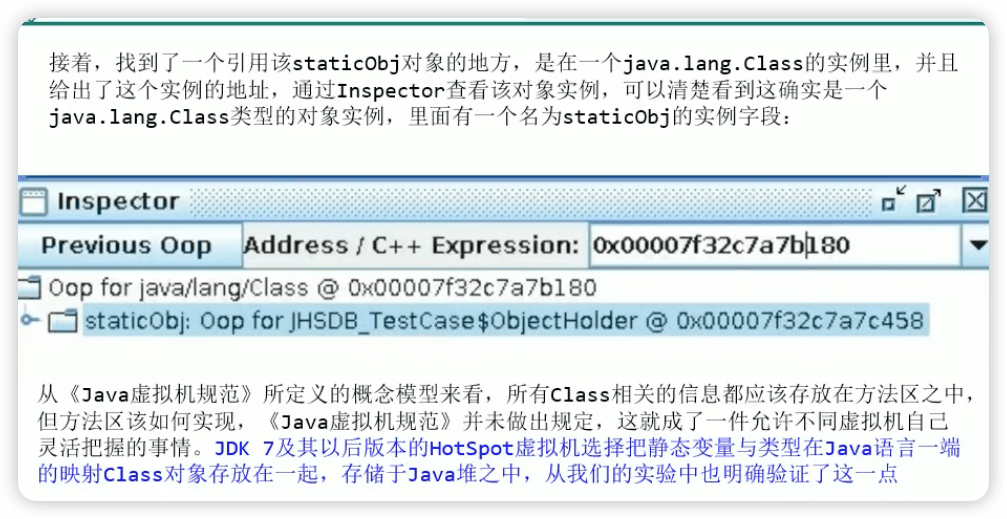 接着，找到了一个引用该staticObj对象的地方，是在一个java.lang.Class的实例里，并且
给出了这个实例的地址，通过Inspector查看该对象实例，可以清楚看到这确实是一个
java.lang.Class类型的对象实例，里面有一个名为staticObj的实例字段：
Inspector
Previous Oop Address / C++ Expression: 0x00007f32c7a7b180
Oop for java/lang/Class @ 0x00007f32c7a7b180
staticObj: Oop for JHSDB_TestCase$ObjectHolder @ 0x00007f32c7a7c458
从《Java虚拟机规范》所定义的概念模型来看，所有Class相关的信息都应该存放在方法区之中，
但方法区该如何实现，《Java虚拟机规范》并未做出规定，这就成了一件允许不同虚拟机自己
灵活把握的事情。JDK 7及其以后版本的HotSpot虚拟机选择把静态变量与类型在Java语言一端
的映射Class对象存放在一起，存储于Java堆之中，从我们的实验中也明确验证了这一点